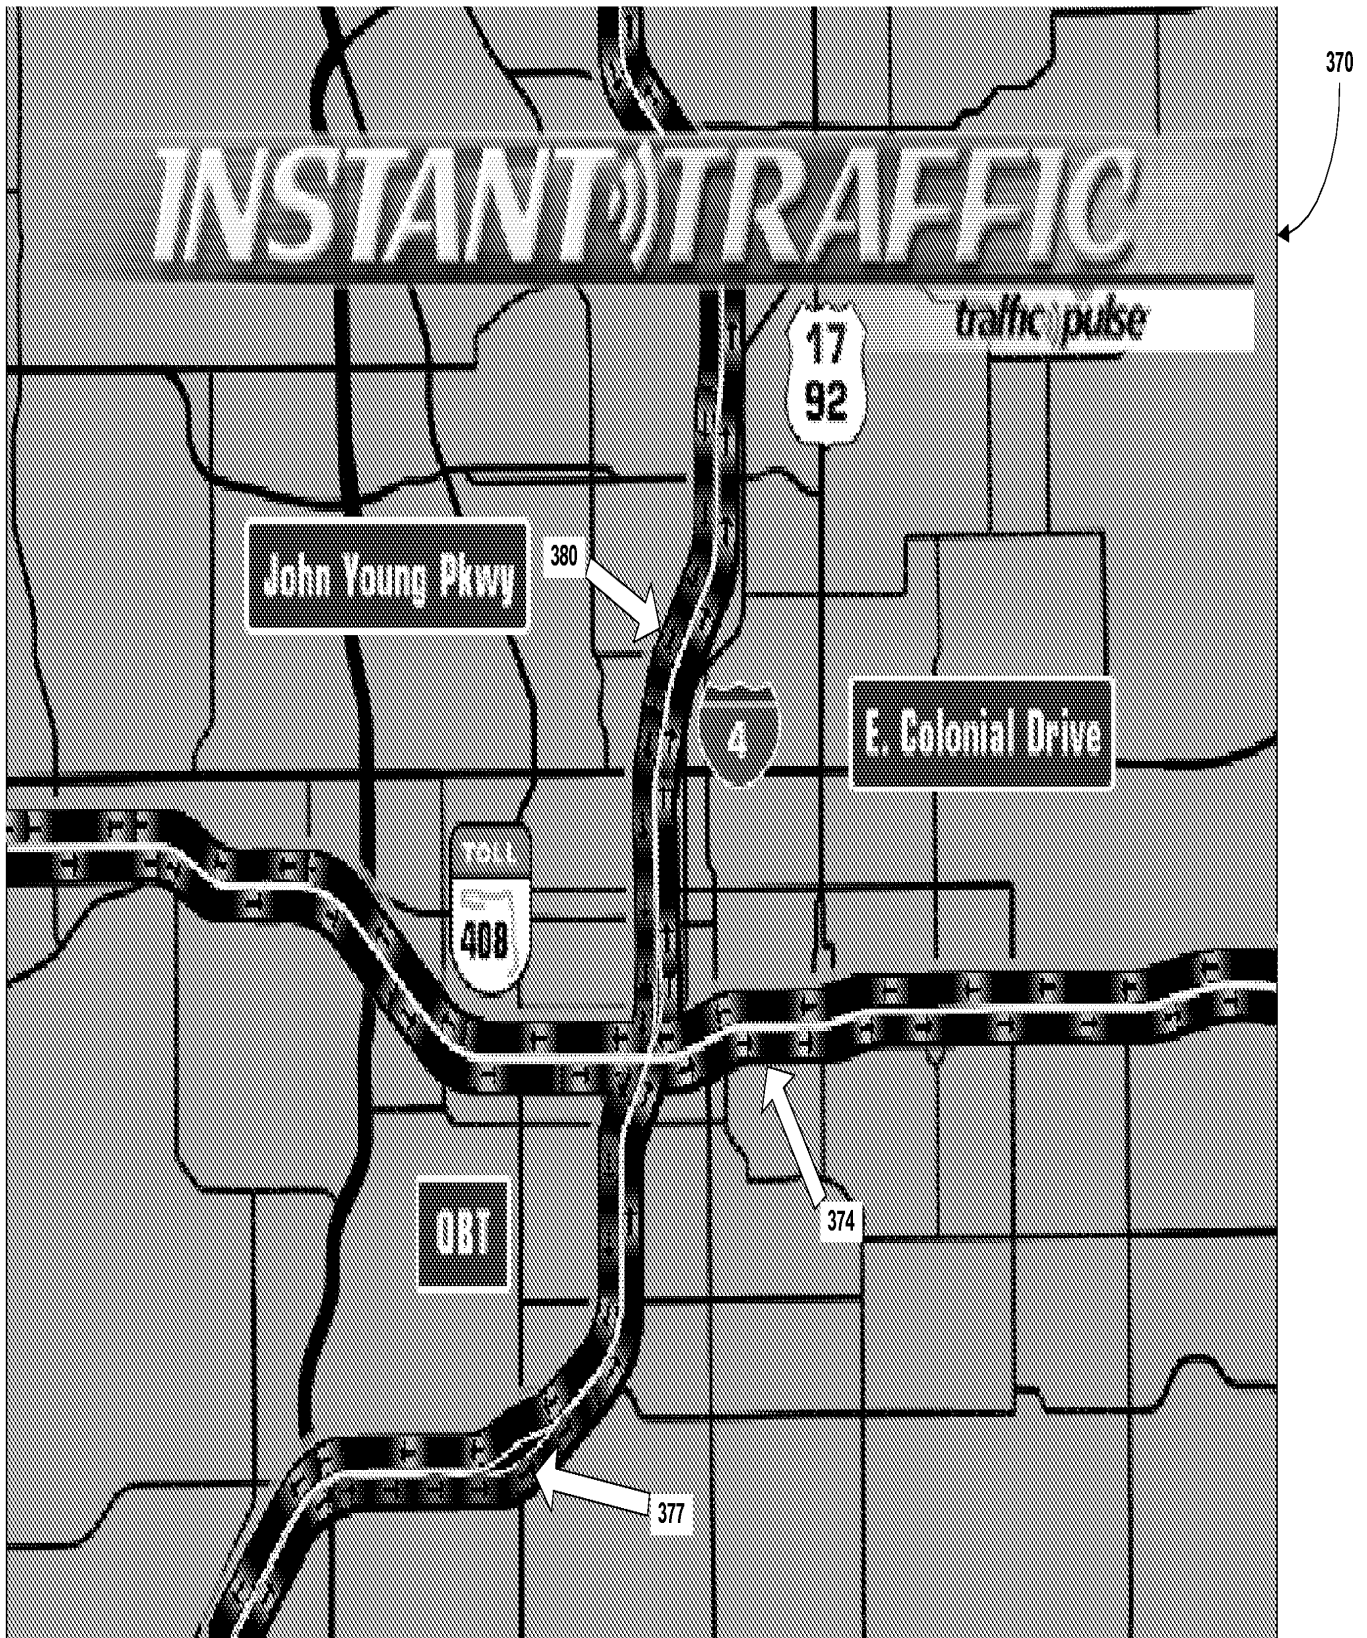 370
INSTANT TRAFFIC
traffic pulse
17
92
John Young Pkwy
380
4
E. Colonial Drive
TOLL
408
374
OBT
377